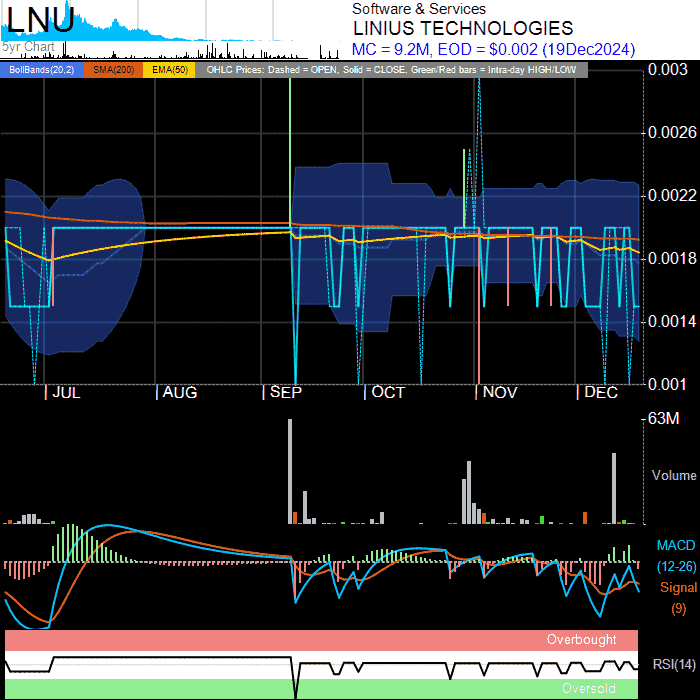 LNU
5yr Chart
Software & Services
LINIUS TECHNOLOGIES
MC = 9.2M, EOD = $0.002 (19Dec2024)
BollBands(20,2) SMA(200) EMA(50) OHLC Prices: Dashed = OPEN, Solid = CLOSE, Green/Red bars = Intra-day HIGH/LOW
0.003
0.0026
0.0022
0.0018
0.0014
0.001
JUL AUG SEP OCT NOV DEC
63M
Volume
MACD
(12-26)
Signal
(9)
Overbought
RSI(14)
Oversold